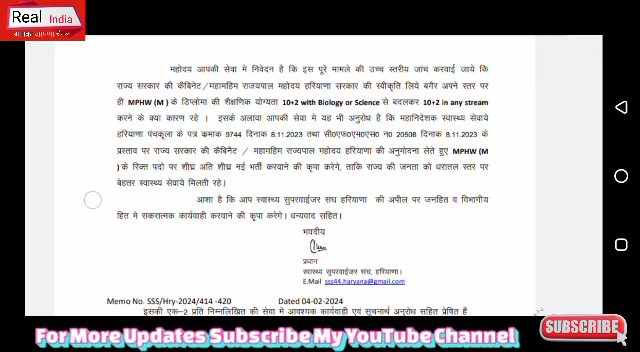 Real India
महोदय आपकी सेवा मे निवेदन है कि इस पूरे मामले की उच्च स्तरीय जांच करवाई जाये कि
राज्य सरकार की कैबिनेट/महामहिम राजयपाल महोदय हरियाणा सरकार की स्वीकृति लिये बगैर अपने स्तर पर
ही MPHW (M) के डिप्लोमा की शैक्षणिक योग्यता 10+2 with Biology or Science से बदलकर 10+2 in any stream
करने के क्या कारण रहे । इसके अलावा आपकी सेवा मे यह भी अनुरोध है कि महानिदेशक स्वास्थ्य सेवाये
हरियाणा पंचकूला के पत्र कमाक 9744 दिनाक 8.11.2023 तथा सी0एफ0एम0एस0 न0 20508 दिनाक 8.11.2023 के
प्रस्ताव पर राज्य सरकार की कैबीनेट / महामहिम राज्यपाल महोदय हरियाणा की अनुमोदना लेते हुए MPHW (M
) के रिक्त पदो पर शीघ्र अति शीघ्र नई भर्ती करवाने की कृपा करेगे, ताकि राज्य की जनता को धरातल स्तर पर
बेहतर स्वास्थ्य सेवाये मिलती रहे।
आशा है कि आप स्वास्थ्य सुपरवाईजर संघ हरियाणा की अपील पर जनहित व विभागीय
हित मे सकरात्मक कार्यवाही करवाने की कृपा करेगे। धन्यवाद सहित।
भवदीय
प्रधान
स्वास्थ्य सुपरवाईजर संघ, हरियाणा।
E.Mail sss44.haryana@gmail.com
Memo No. SSS/Hry-2024/414 -420 Dated 04-02-2024
इसकी एक-2 प्रति निम्नलिखित की सेवा मे आवश्यक कार्यवाही एवं सूचनार्थ अनुरोध सहित प्रेषित हैं
For More Updates Subscribe My YouTube Channel
SUBSCRIBE